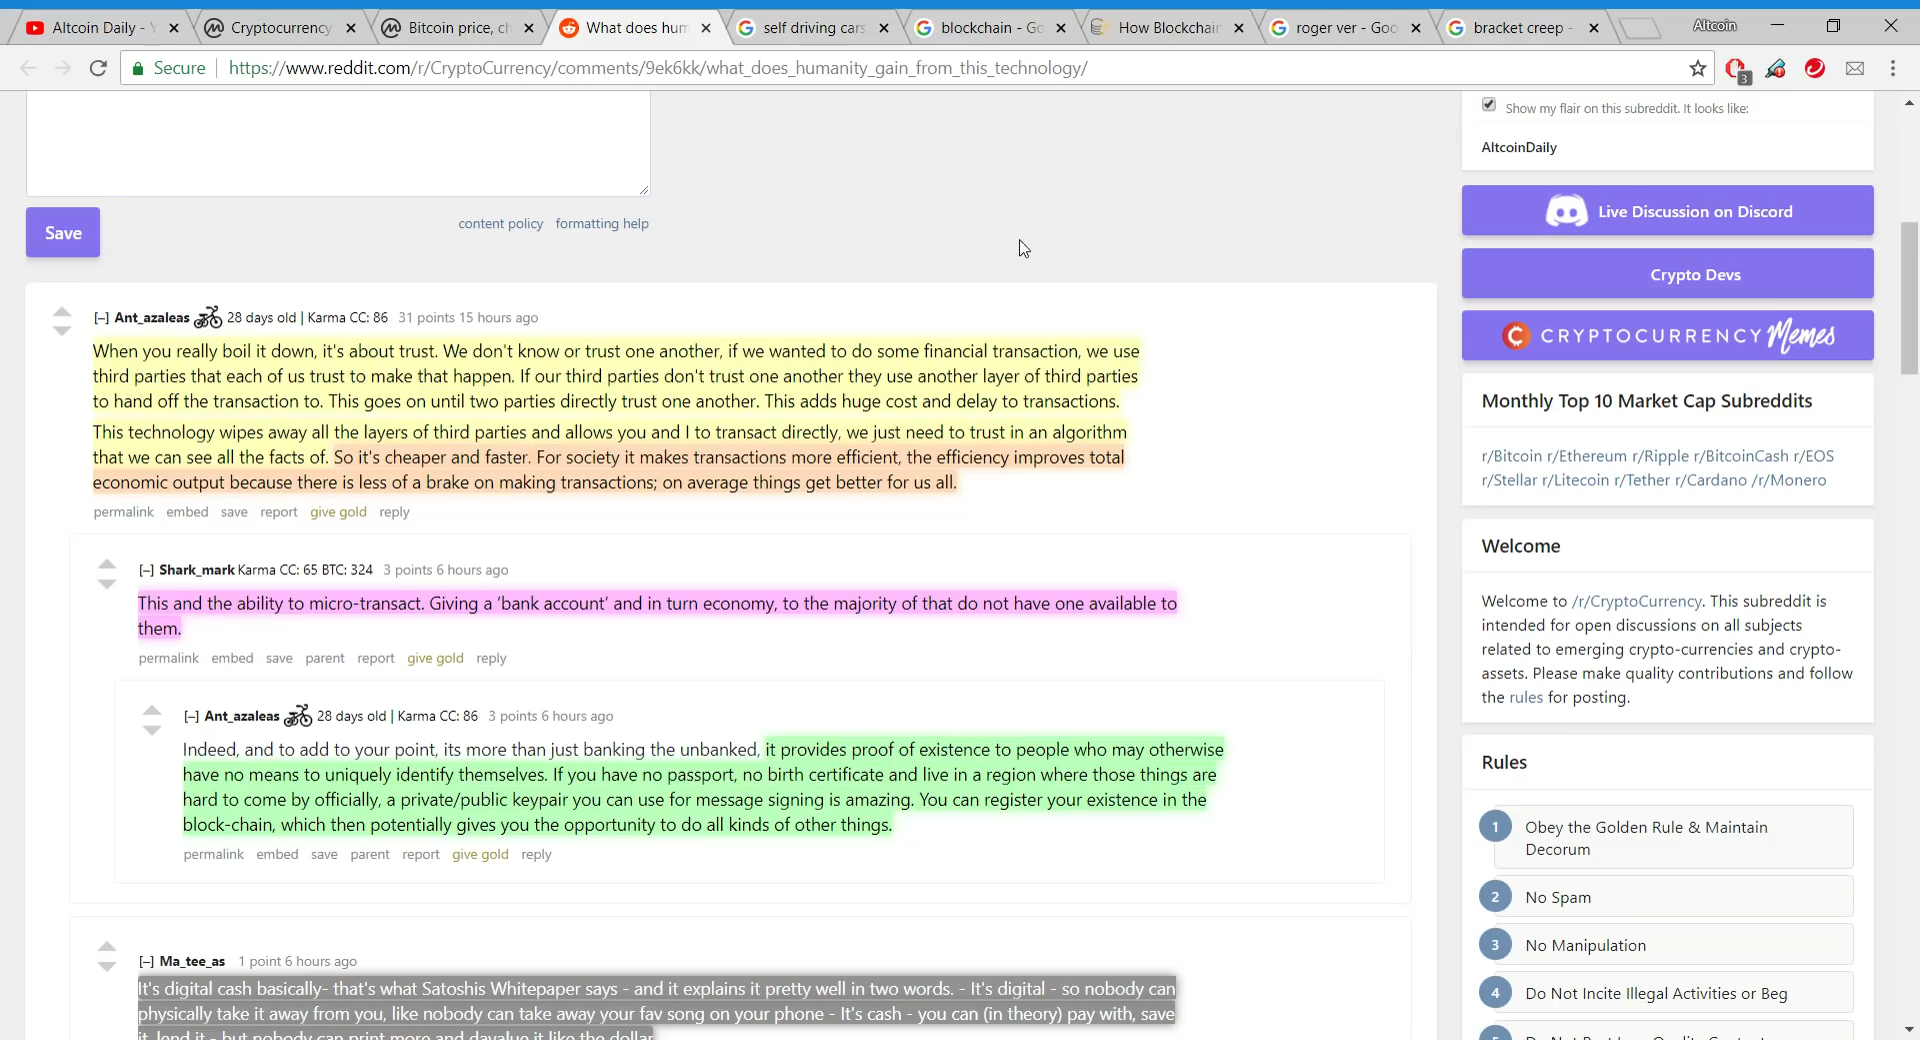 Altcoin Daily - Y
Cryptocurrency
Bitcoin price, ch
What does hum
self driving cars
blockchain - Go
How Blockchain
roger ver - Goo
bracket creep -
Altcoin
Secure
https://www.reddit.com/r/CryptoCurrency/comments/9ek6kk/what_does_humanity_gain_from_this_technology/
3
Save
content policy formatting help
[–] Ant_azaleas 28 days old | Karma CC: 86 31 points 15 hours ago
When you really boil it down, it's about trust. We don't know or trust one another, if we wanted to do some financial transaction, we use
third parties that each of us trust to make that happen. If our third parties don't trust one another they use another layer of third parties
to hand off the transaction to. This goes on until two parties directly trust one another. This adds huge cost and delay to transactions.
This technology wipes away all the layers of third parties and allows you and I to transact directly, we just need to trust in an algorithm
that we can see all the facts of. So it's cheaper and faster. For society it makes transactions more efficient, the efficiency improves total
economic output because there is less of a brake on making transactions; on average things get better for us all.
permalink embed save report give gold reply
[–] Shark_mark Karma CC: 65 BTC: 324 3 points 6 hours ago
This and the ability to micro-transact. Giving a ‘bank account’ and in turn economy, to the majority of that do not have one available to
them.
permalink embed save parent report give gold reply
[–] Ant_azaleas 28 days old | Karma CC: 86 3 points 6 hours ago
Indeed, and to add to your point, its more than just banking the unbanked, it provides proof of existence to people who may otherwise
have no means to uniquely identify themselves. If you have no passport, no birth certificate and live in a region where those things are
hard to come by officially, a private/public keypair you can use for message signing is amazing. You can register your existence in the
block-chain, which then potentially gives you the opportunity to do all kinds of other things.
permalink embed save parent report give gold reply
[–] Ma_tee_as 1 point 6 hours ago
It's digital cash basically- that's what Satoshis Whitepaper says - and it explains it pretty well in two words. - It's digital - so nobody can
physically take it away from you, like nobody can take away your fav song on your phone - It's cash - you can (in theory) pay with, save
it, lend it - but nobody can print more and devalue it like the dollar
Show my flair on this subreddit. It looks like:
AltcoinDaily
Live Discussion on Discord
Crypto Devs
CRYPTOCURRENCY Memes
Monthly Top 10 Market Cap Subreddits
r/Bitcoin r/Ethereum r/Ripple r/BitcoinCash r/EOS
r/Stellar r/Litecoin r/Tether r/Cardano /r/Monero
Welcome
Welcome to /r/CryptoCurrency. This subreddit is
intended for open discussions on all subjects
related to emerging crypto-currencies and crypto-
assets. Please make quality contributions and follow
the rules for posting.
Rules
1 Obey the Golden Rule & Maintain
Decorum
2 No Spam
3 No Manipulation
4 Do Not Incite Illegal Activities or Beg